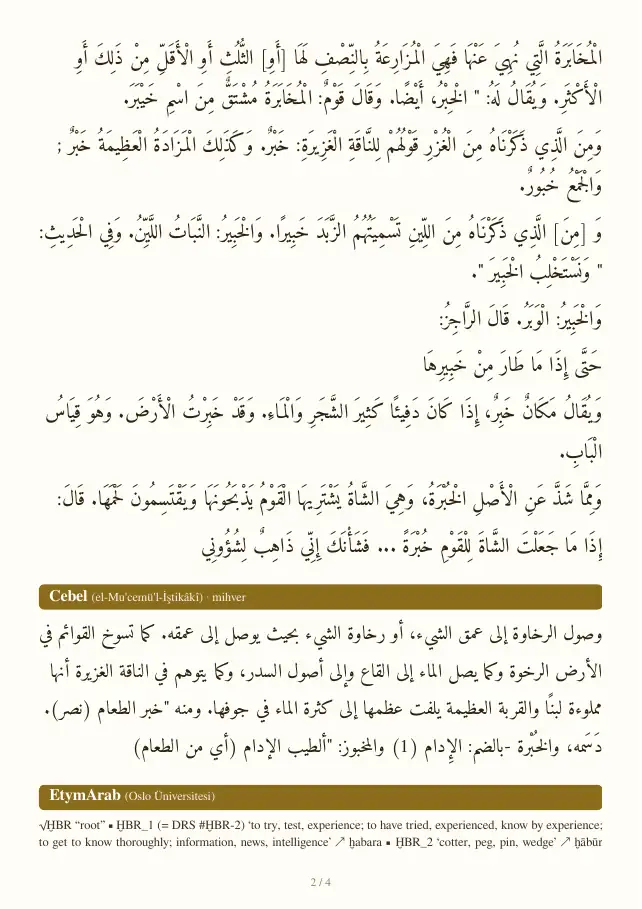 الْمُخَابَرَةُ الَّتِي نُهِيَ عَنْهَا فَهِيَ الْمُزَارِعَةُ بِالنِّصْفِ لَهَا [أَوِ] الثُّلُثِ أَوِ الْأَقَلِّ مِنْ ذَلِكَ أَوِ
الْأَكْثَرِ. وَيُقَالُ لَهُ: " الْخِبْرُ، أَيْضًا. وَقَالَ قَوْمٌ: الْمُخَابَرَةُ مُشْتَقٌّ مِنَ اسْمِ خَيْبَرَ.
وَمِنَ الَّذِي ذَكَرْنَاهُ مِنَ الْغُزْرِ قَوْلُهُمْ لِلنَّاقَةِ الْغَزِيرَةِ: خَبْرٌ. وَكَذَلِكَ الْمَزَادَةُ الْعَظِيمَةُ خَبْرٌ ;
وَالْجَمْعُ خُبُورٌ.
وَ [مِنَ] الَّذِي ذَكَرْنَاهُ مِنَ اللِّينِ تَسْمِيَتُهُمُ الزَّبَدَ خَبِيرًا. وَالْخَبِيرُ: النَّبَاتُ اللَّيِّنُ. وَفِي الْحَدِيثِ:
" وَنَسْتَخْلِبُ الْخَبِيرَ ".
وَالْخَبِيرُ: الْوَبَرُ. قَالَ الرَّاجِزُ:
حَتَّى إِذَا مَا طَارَ مِنْ خَبِيرِهَا
وَيُقَالُ مَكَانٌ خَبِرٌ، إِذَا كَانَ دَفِيئًا كَثِيرَ الشَّجَرِ وَالْمَاءِ. وَقَدْ خَبِرْتُ الْأَرْضَ. وَهُوَ قِيَاسُ
الْبَابِ.
وَمِمَّا شَذَّ عَنِ الْأَصْلِ الْخُبْرَةُ، وَهِيَ الشَّاةُ يَشْتَرِيهَا الْقَوْمُ يَذْبَحُونَهَا وَيَقْتَسِمُونَ لَحْمَهَا. قَالَ:
إِذَا مَا جَعَلْتَ الشَّاةَ لِلْقَوْمِ خُبْرَةً ... فَشَأْنَكَ إِنِّي ذَاهِبٌ لِشُؤُونِي
Cebel (el-Mu'cemü'l-İştikâkî) · mihver
وصول الرخاوة إلى عمق الشيء، أو رخاوة الشيء بحيث يوصل إلى عمقه. كما تسوخ القوائم في
الأرض الرخوة وكما يصل الماء إلى القاع وإلى أصول السدر، وكما يتوهم في الناقة الغزيرة أنها
مملوءة لبنًا والقربة العظيمة يلفت عظمها إلى كثرة الماء في جوفها. ومنه "خبر الطعام (نصر).
دَسَمه، والخُبْرة -بالضم: الإدام (1) والمخبوز: "ألطيب الإدام (أي من الطعام)
EtymArab (Oslo Üniversitesi)
√ḪBR “root” ▪ ḪBR_1 (= DRS #ḪBR-2) ‘to try, test, experience; to have tried, experienced, know by experience;
to get to know thoroughly; information, news, intelligence’ ↗ ḫabara ▪ ḪBR_2 ‘cotter, peg, pin, wedge’ ↗ ḫābūr
2 / 4